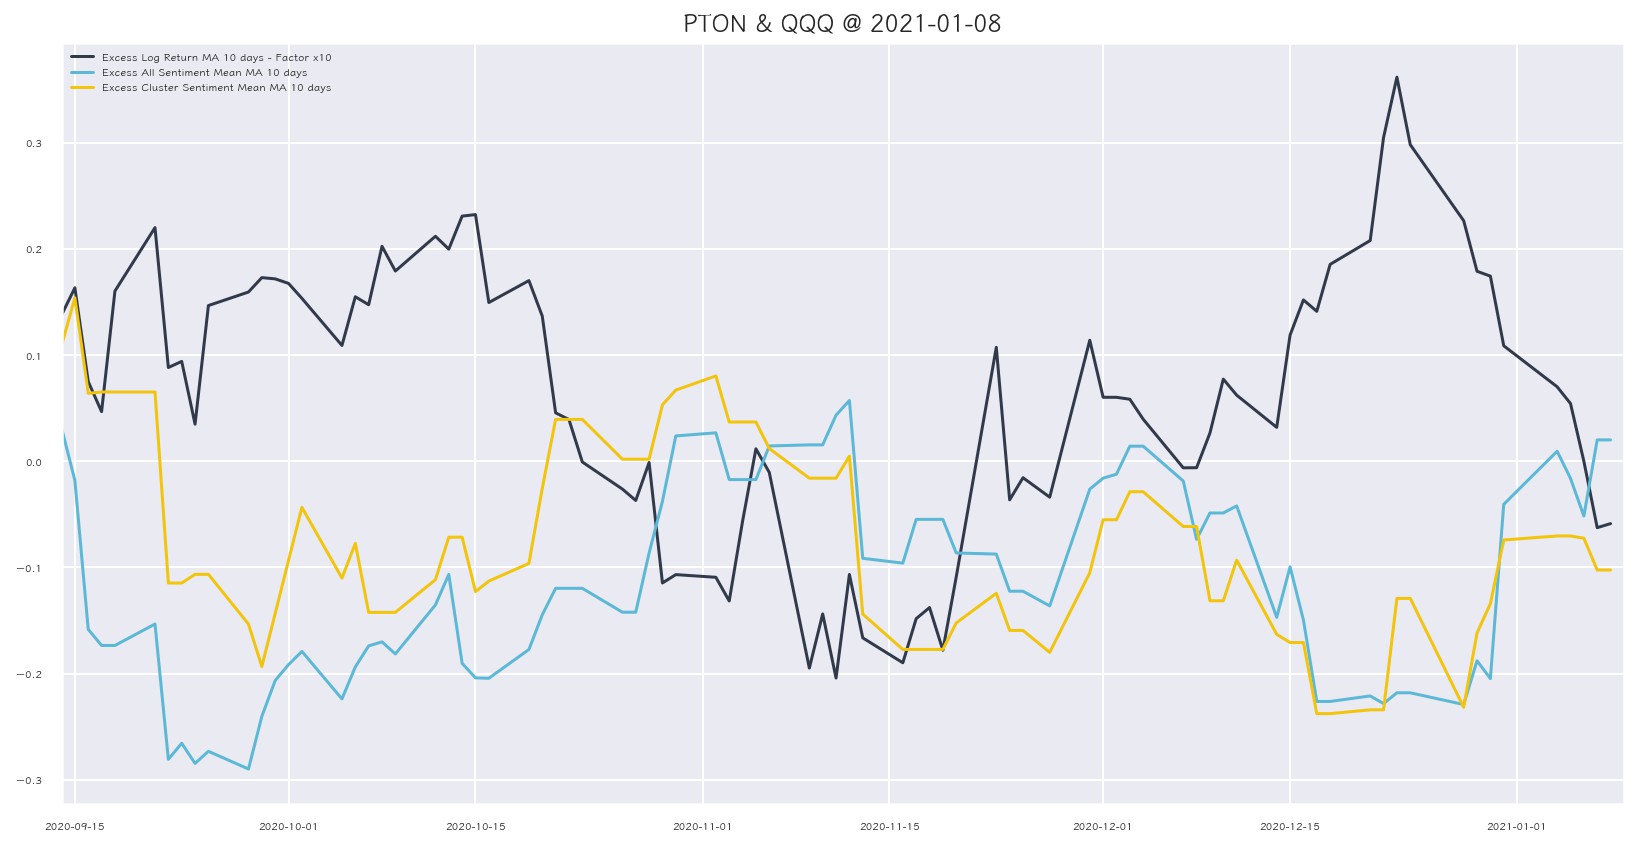 PTON & QQQ @ 2021-01-08
Excess Log Return MA 10 days - Factor x10
Excess All Sentiment Mean MA 10 days
Excess Cluster Sentiment Mean MA 10 days
0.3
0.2
0.1
0.0
−0.1
−0.2
−0.3
2020-09-15 2020-10-01 2020-10-15 2020-11-01 2020-11-15 2020-12-01 2020-12-15 2021-01-01